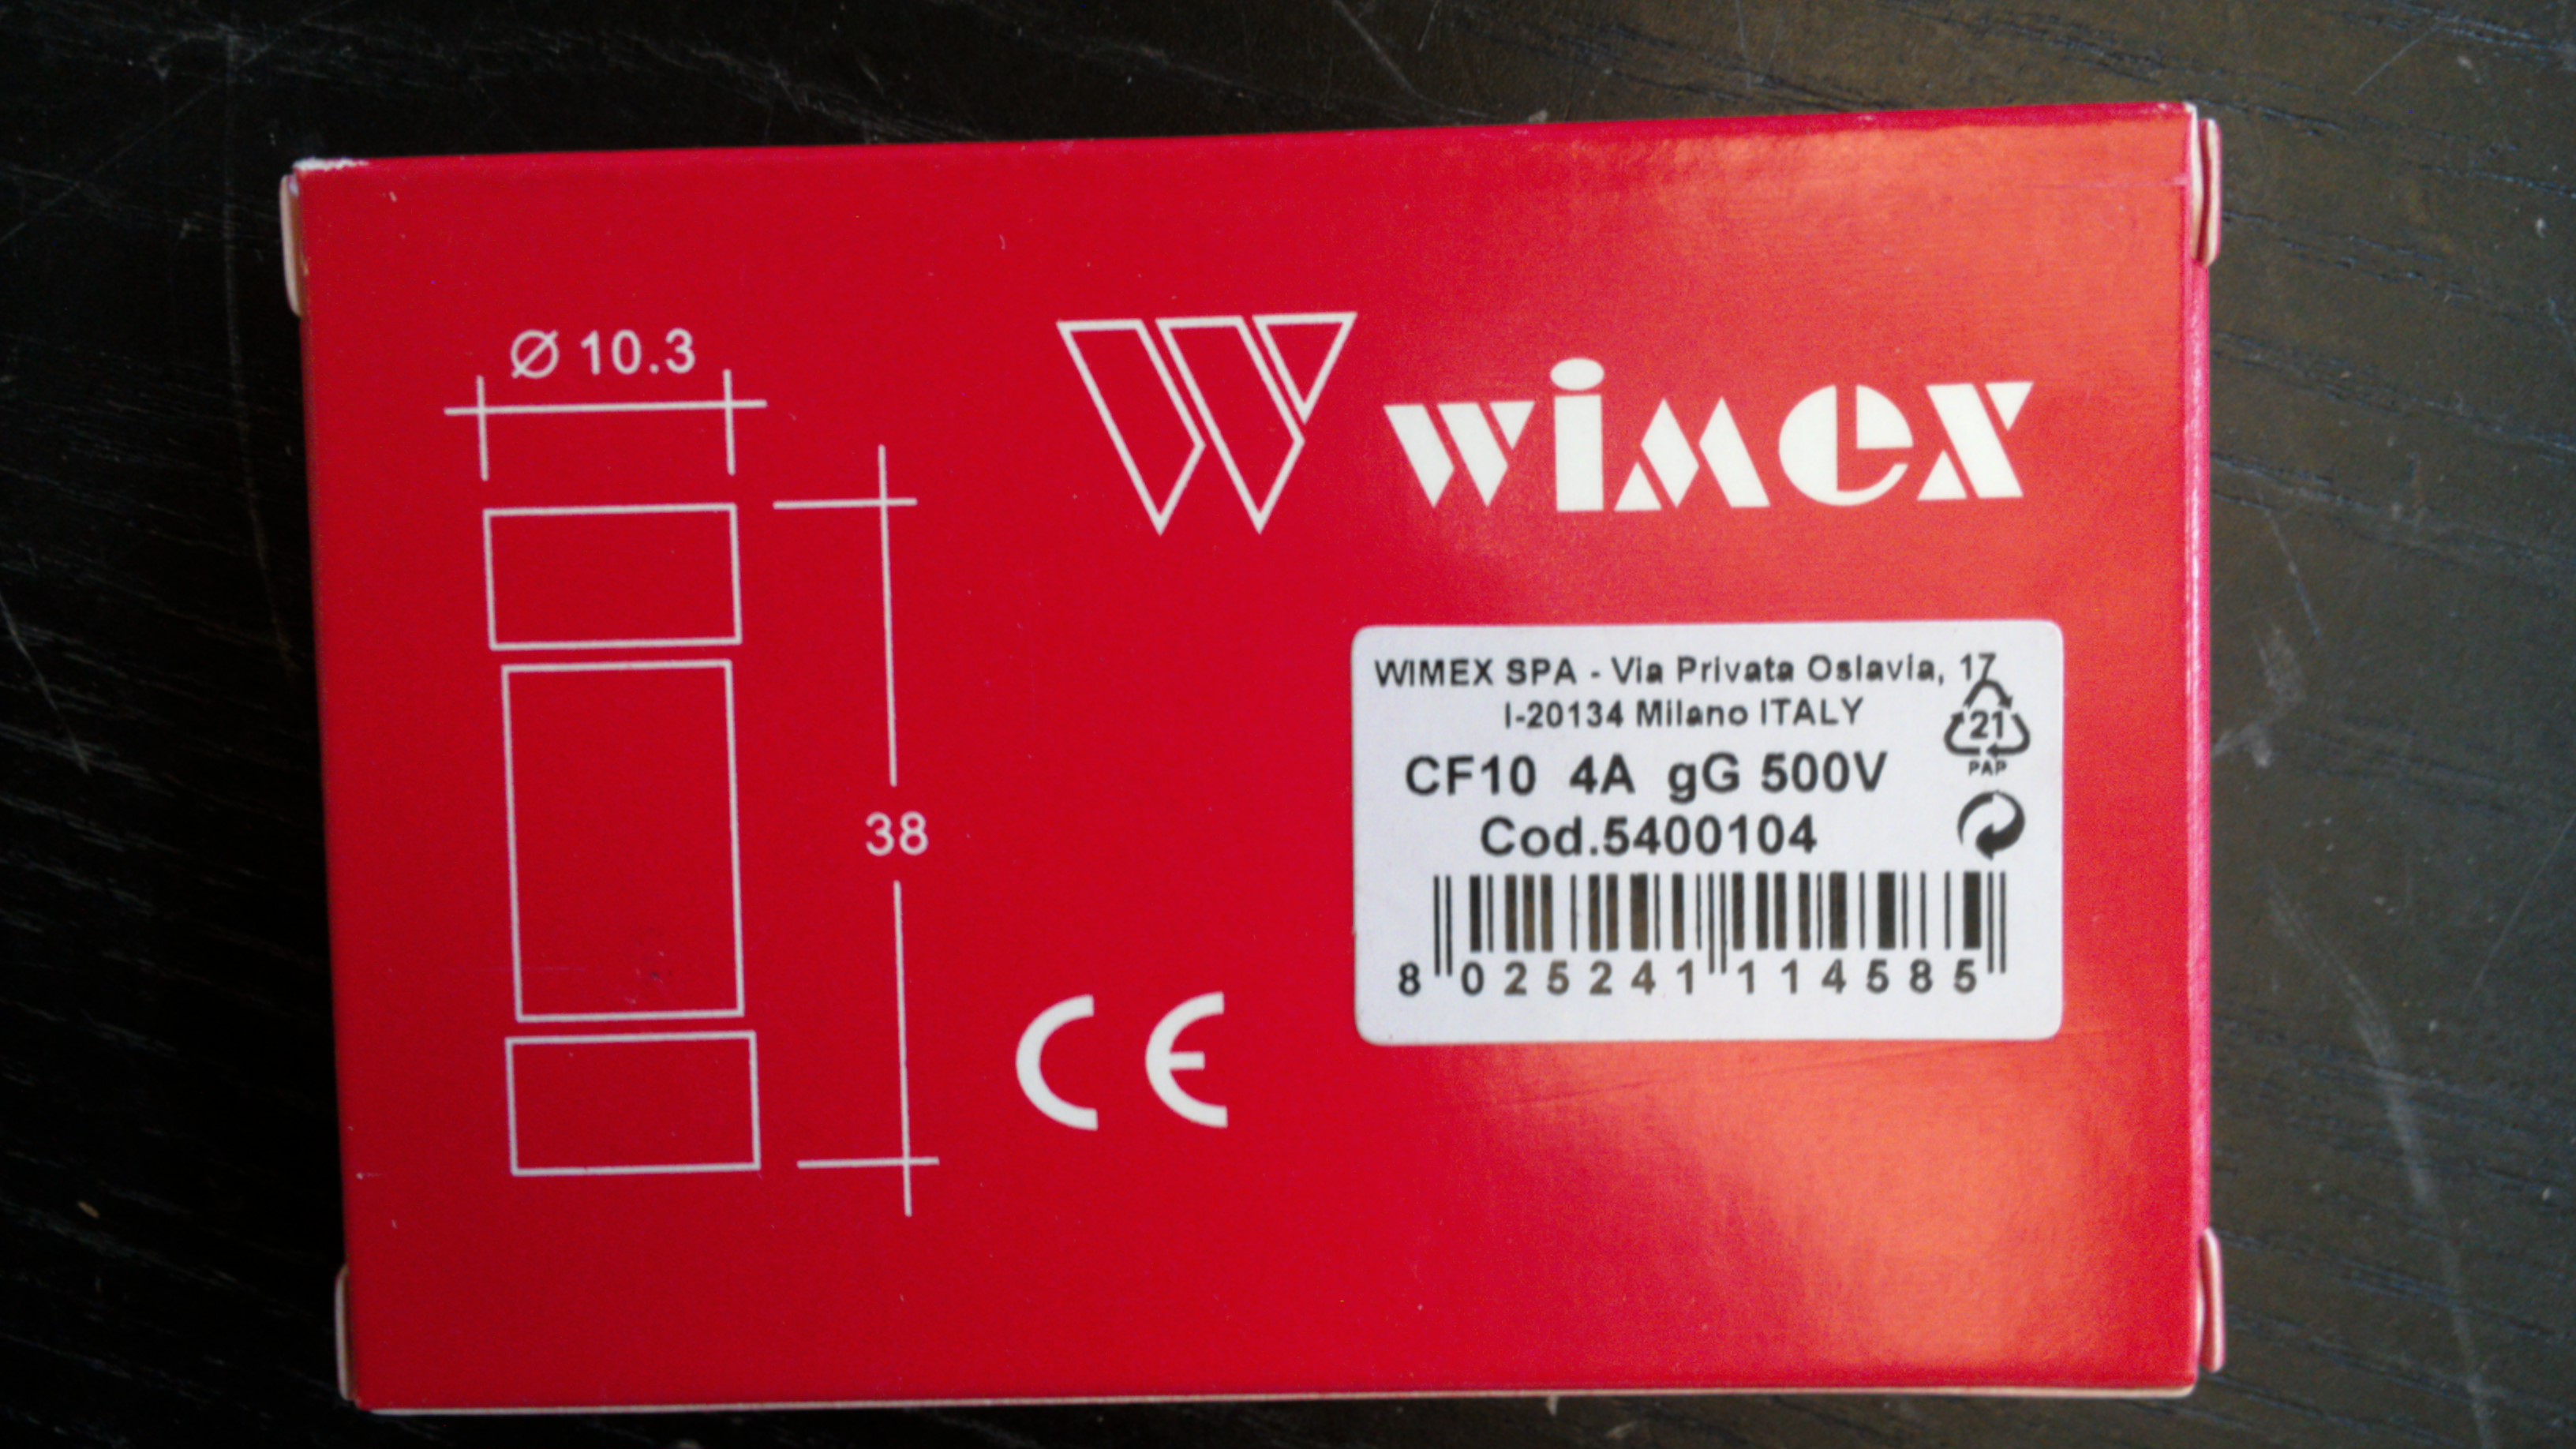 Ø 10.3
38
W wimex
WIMEX SPA - Via Privata Oslavia, 17
I-20134 Milano ITALY
21
PAP
CF10 4A gG 500V
Cod.5400104
8 025241 114585
CE